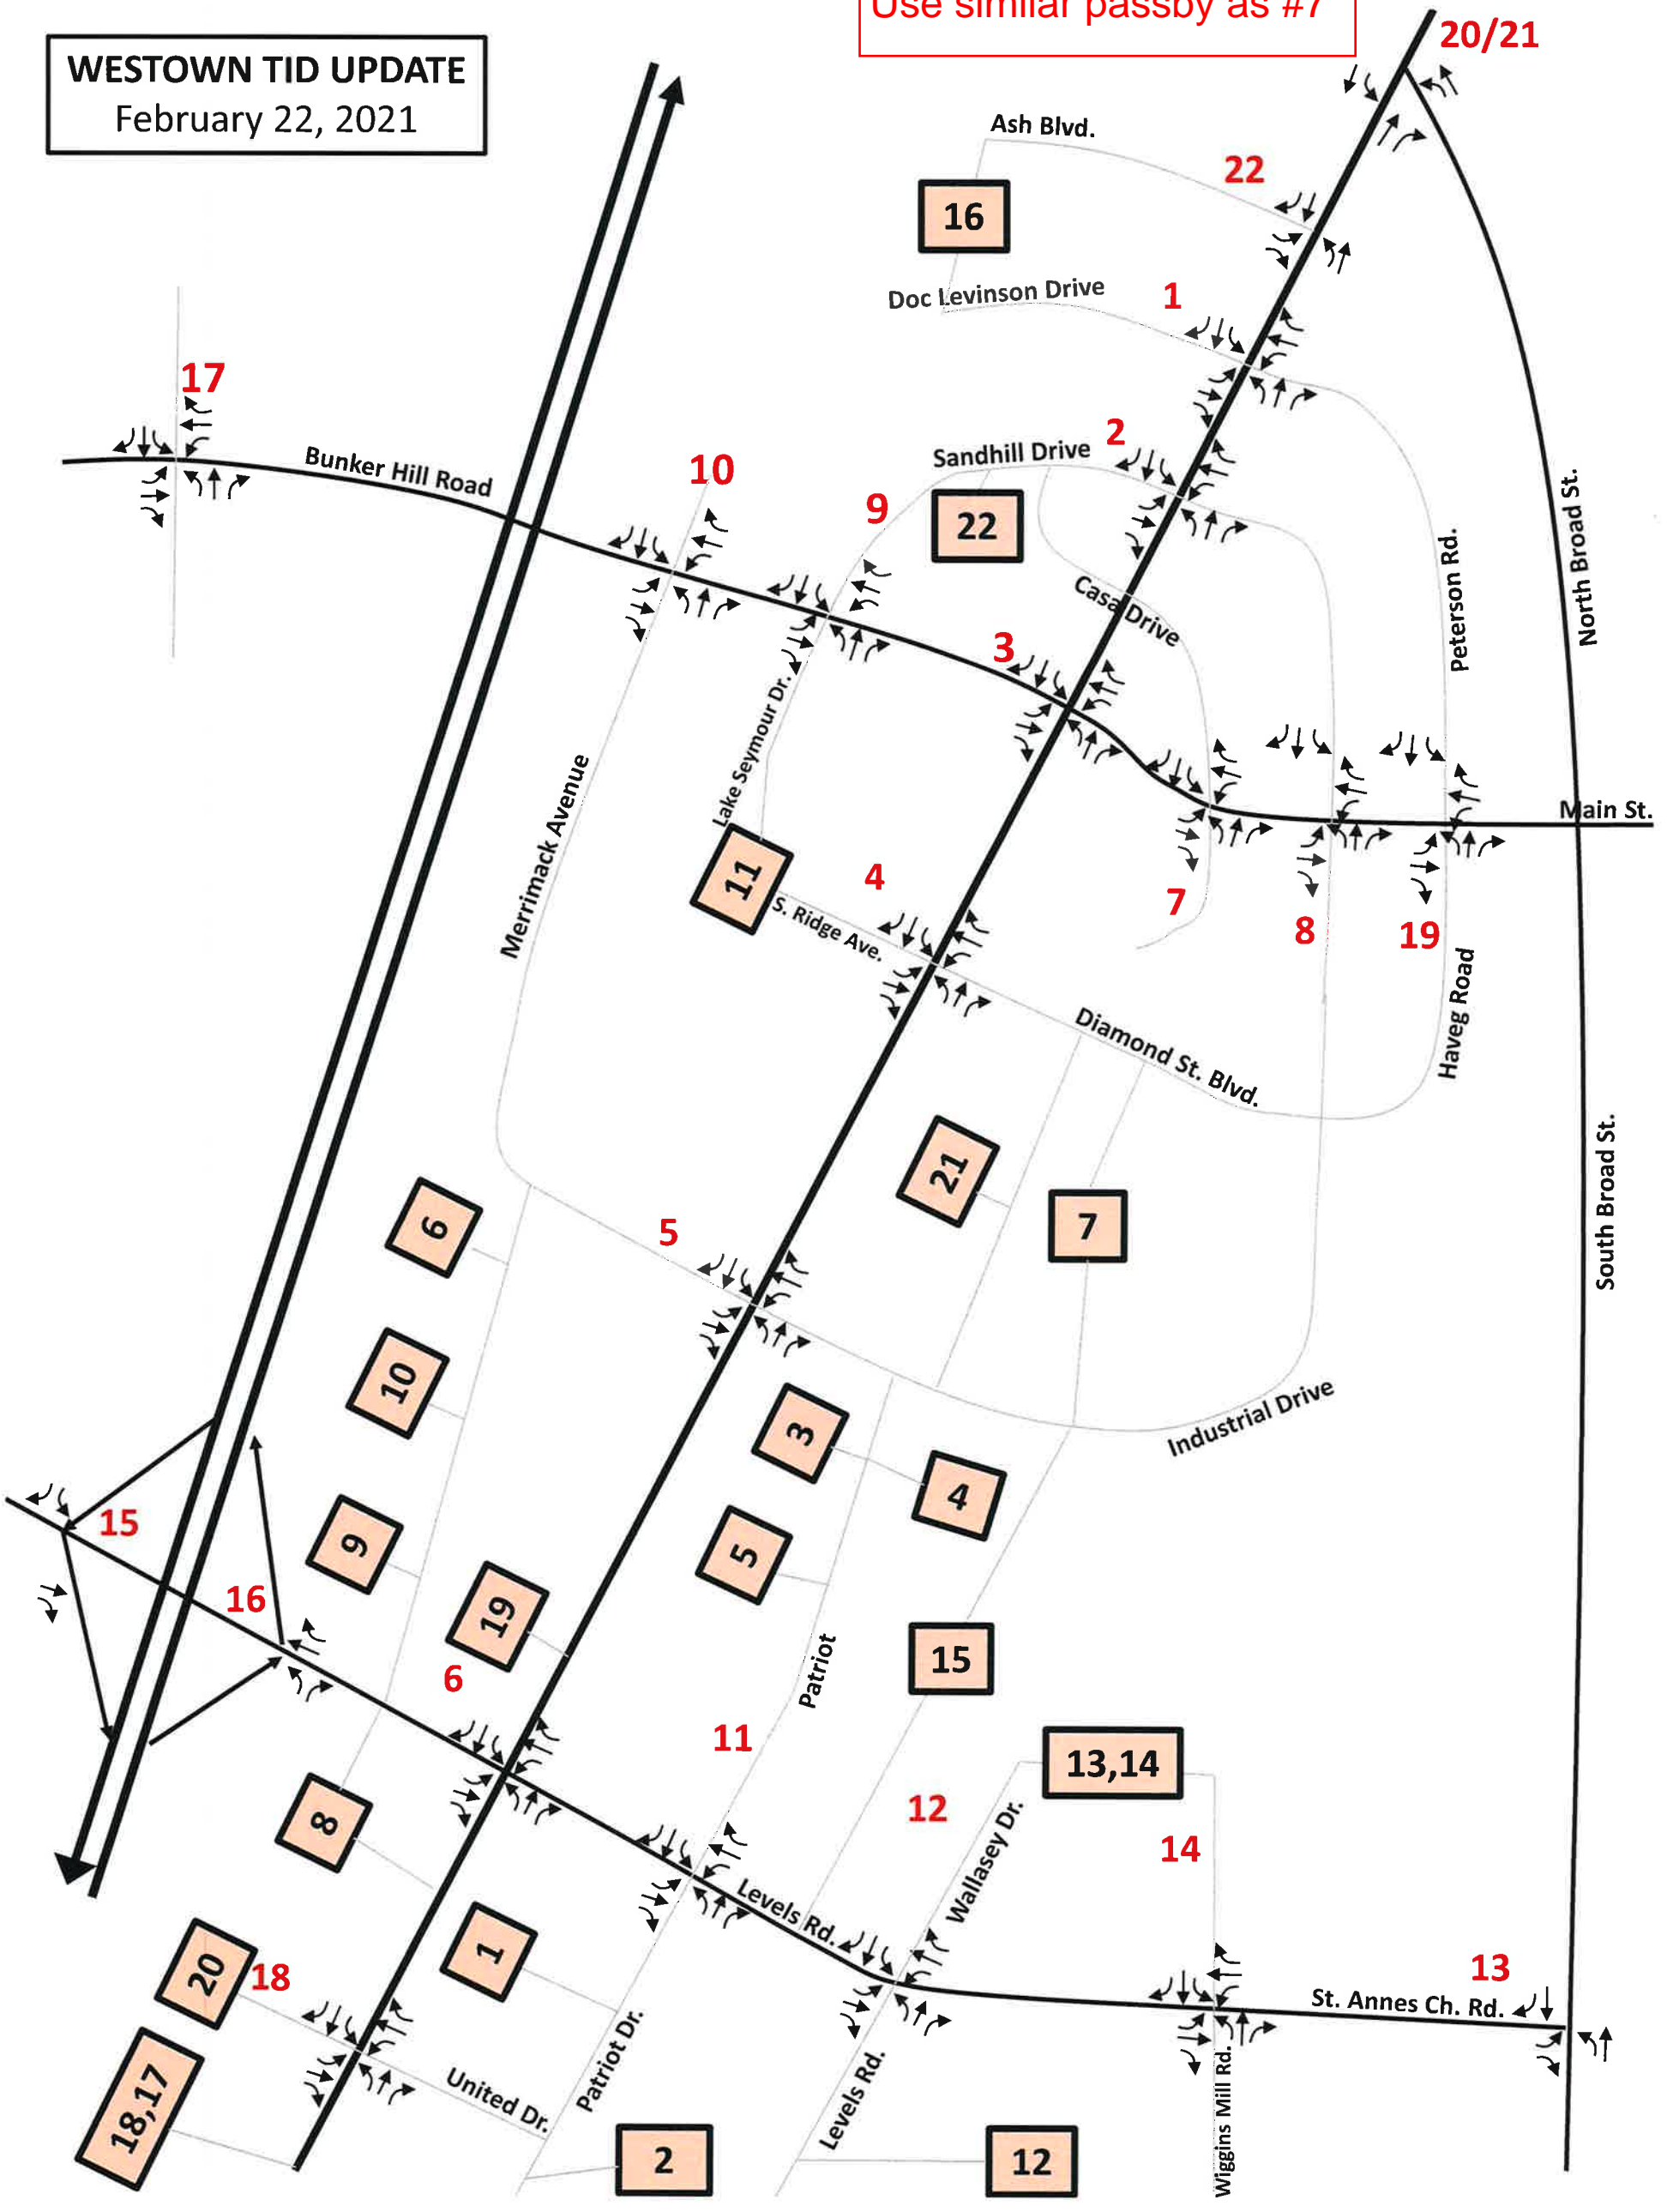 Use similar passby as #7
WESTOWN TID UPDATE
February 22, 2021
20/21
Ash Blvd.
22
16
Doc Levinson Drive
1
17
Bunker Hill Road
10
Sandhill Drive
2
9
22
Casa Drive
Peterson Rd.
North Broad St.
3
Lake Seymour Dr.
Merrimack Avenue
Main St.
11
S. Ridge Ave.
4
7
8
19
Haveg Road
Diamond St. Blvd.
21
7
South Broad St.
6
5
10
3
4
Industrial Drive
15
9
5
16
19
6
Patriot
15
11
13,14
12
Wallasey Dr.
14
8
Levels Rd.
1
20
18
13
St. Annes Ch. Rd.
18,17
United Dr.
Patriot Dr.
Levels Rd.
Wiggins Mill Rd.
2
12